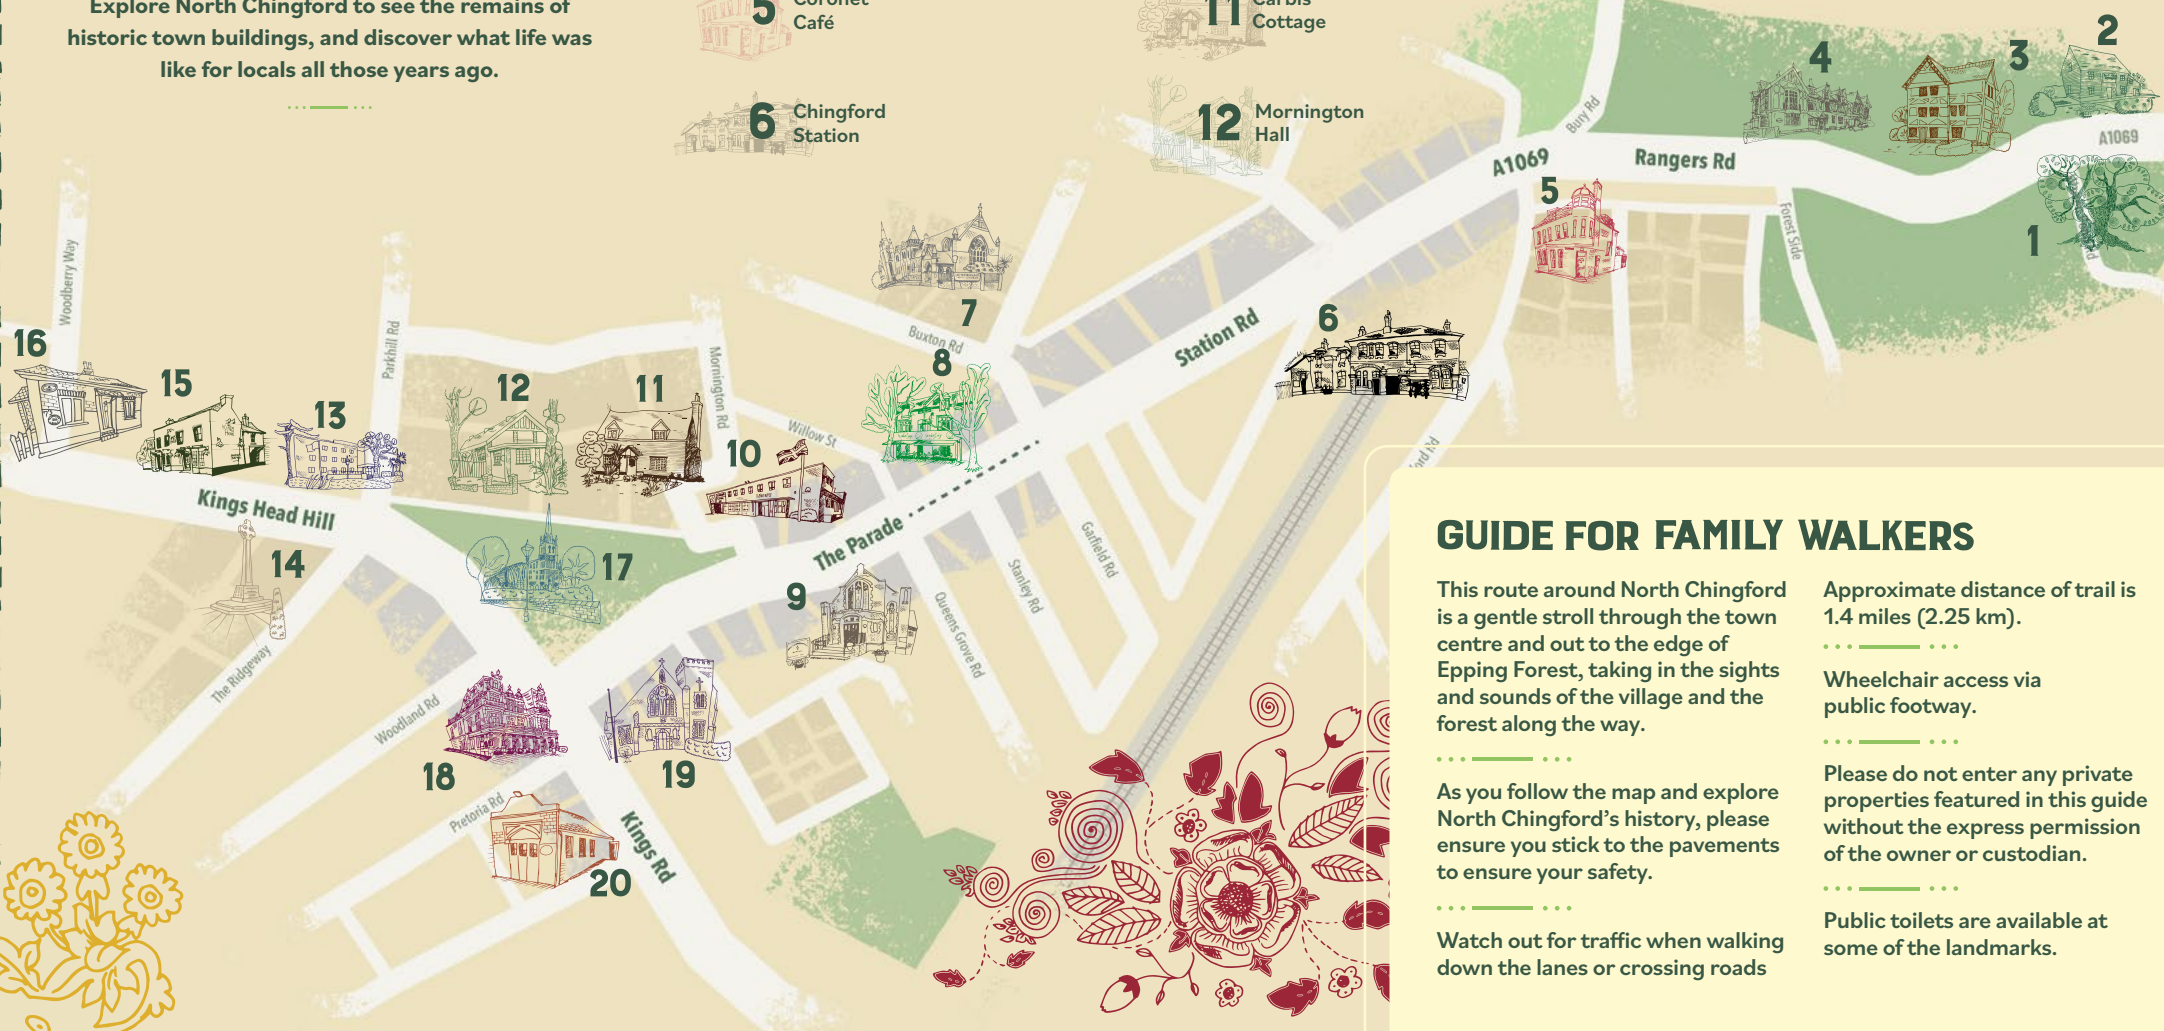 Explore North Chingford to see the remains of
historic town buildings, and discover what life was
like for locals all those years ago.
5 Coronet
Café
6 Chingford
Station
11 Carbis
Cottage
12 Mornington
Hall
2
3
4
Bury Rd
A1069
A1069
Rangers Rd
5
Forest Side
1
Rd
Woodberry Way
7
6
Station Rd
Buxton Rd
Parkhill Rd
16
8
Mornington Rd
15
12
11
13
Willow St
10
Kings Head Hill
The Parade
Garfield Rd
14
17
Stanley Rd
9
Queens Grove Rd
The Ridgeway
Woodland Rd
18
19
Pretoria Rd
Kings Rd
20
GUIDE FOR FAMILY WALKERS
This route around North Chingford
is a gentle stroll through the town
centre and out to the edge of
Epping Forest, taking in the sights
and sounds of the village and the
forest along the way.
As you follow the map and explore
North Chingford's history, please
ensure you stick to the pavements
to ensure your safety.
Watch out for traffic when walking
down the lanes or crossing roads
Approximate distance of trail is
1.4 miles (2.25 km).
Wheelchair access via
public footway.
Please do not enter any private
properties featured in this guide
without the express permission
of the owner or custodian.
Public toilets are available at
some of the landmarks.